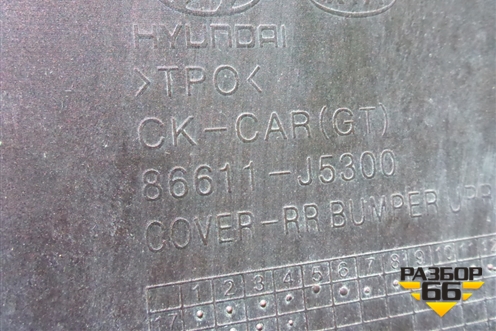 HYUNDAI
>TPO<
CK-CAR(GT)
86611-J5300
COVER-RR BUMPER UPR
1 2 3 4 5 6 7 8 9 10
РАЗБОР
66